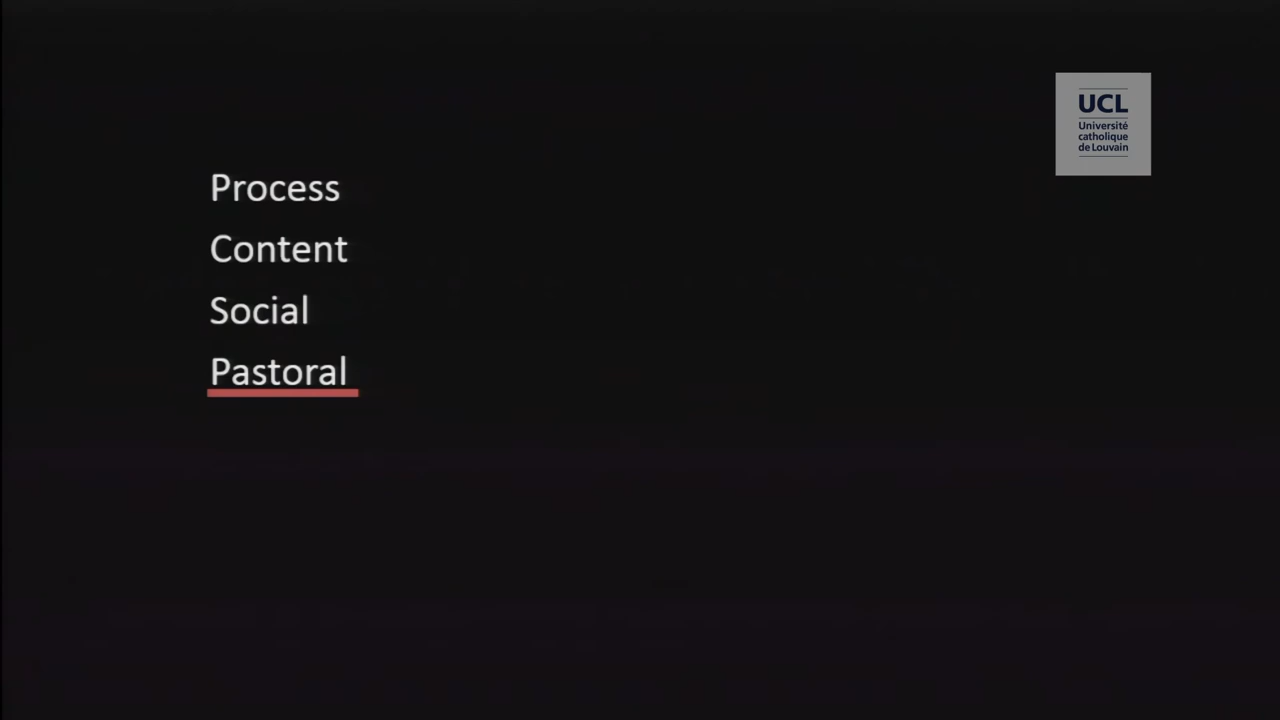 UCL
Université
catholique
de Louvain
Process
Content
Social
Pastoral